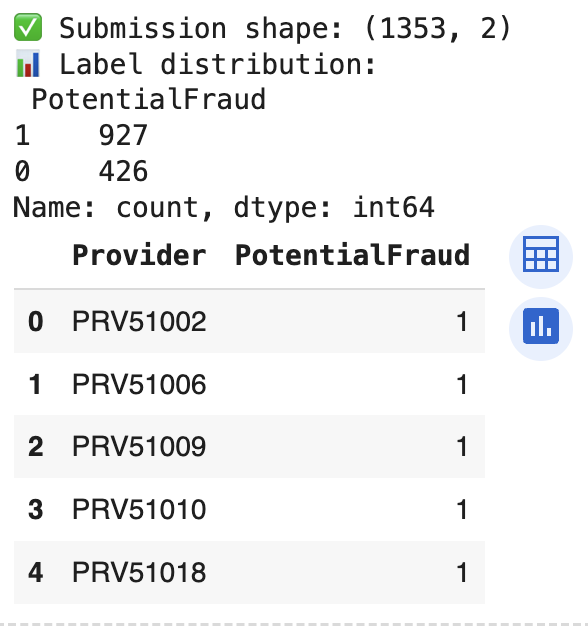 ✅ Submission shape: (1353, 2)
📊 Label distribution:
PotentialFraud
1    927
0    426
Name: count, dtype: int64
Provider PotentialFraud
0 PRV51002 1
1 PRV51006 1
2 PRV51009 1
3 PRV51010 1
4 PRV51018 1